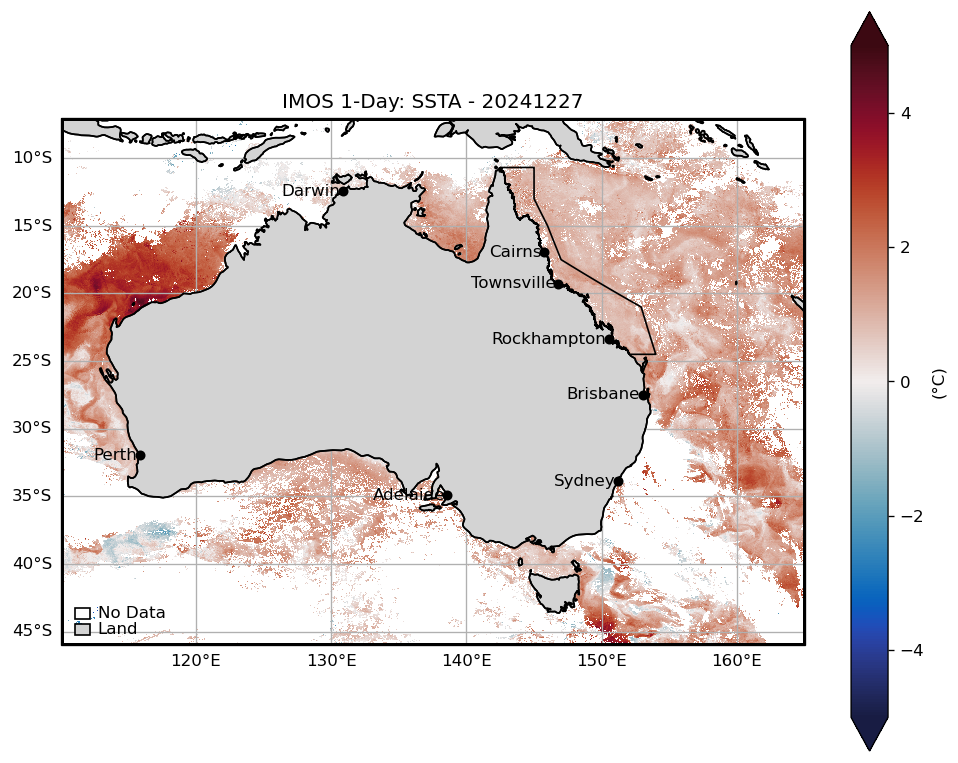 IMOS 1-Day: SSTA - 20241227
10°S
15°S
20°S
25°S
30°S
35°S
40°S
45°S
Darwin
Cairns
Townsville
Rockhampton
Brisbane
Perth
Sydney
Adelaide
No Data
Land
120°E
130°E
140°E
150°E
160°E
4
2
0
−2
−4
(°C)